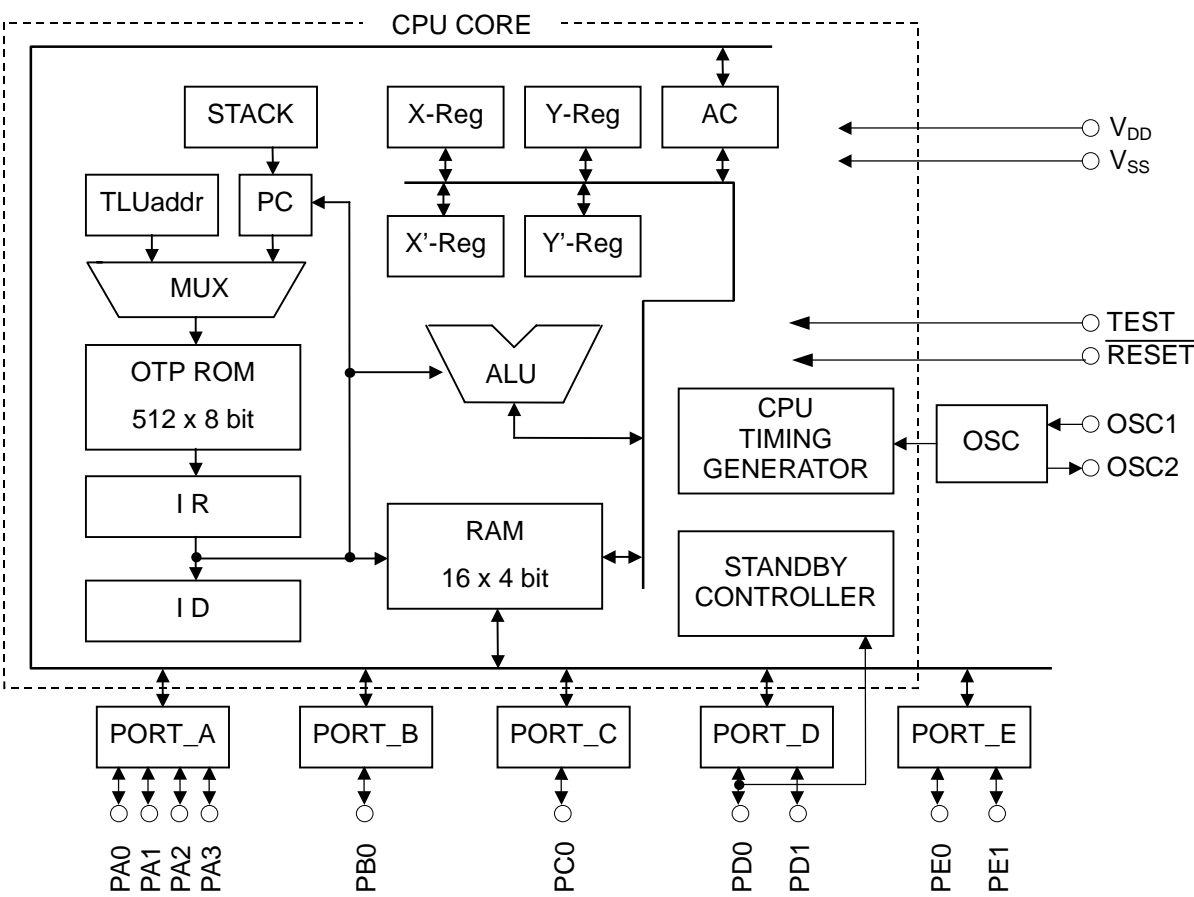 CPU CORE
STACK
X-Reg
Y-Reg
AC
VDD
VSS
TLUaddr
PC
X'-Reg
Y'-Reg
MUX
TEST
RESET
OTP ROM
512 x 8 bit
ALU
CPU
TIMING
GENERATOR
OSC
OSC1
OSC2
I R
RAM
16 x 4 bit
STANDBY
CONTROLLER
I D
PORT_A
PORT_B
PORT_C
PORT_D
PORT_E
PA0
PA1
PA2
PA3
PB0
PC0
PD0
PD1
PE0
PE1